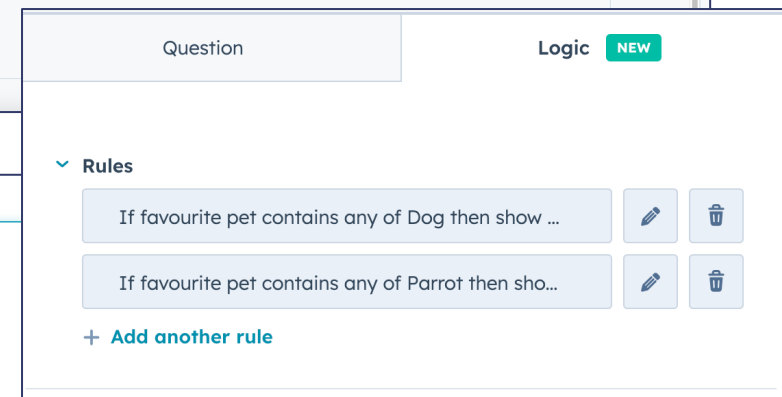 Question
Logic NEW
Rules
If favourite pet contains any of Dog then show ...
If favourite pet contains any of Parrot then sho...
+ Add another rule